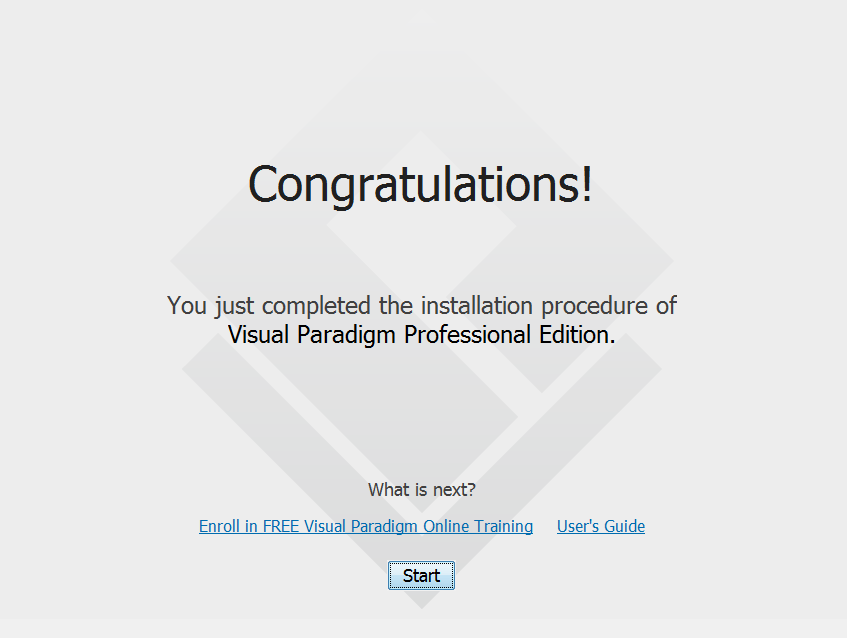 Congratulations!
You just completed the installation procedure of
Visual Paradigm Professional Edition.
What is next?
Enroll in FREE Visual Paradigm Online Training User's Guide
Start